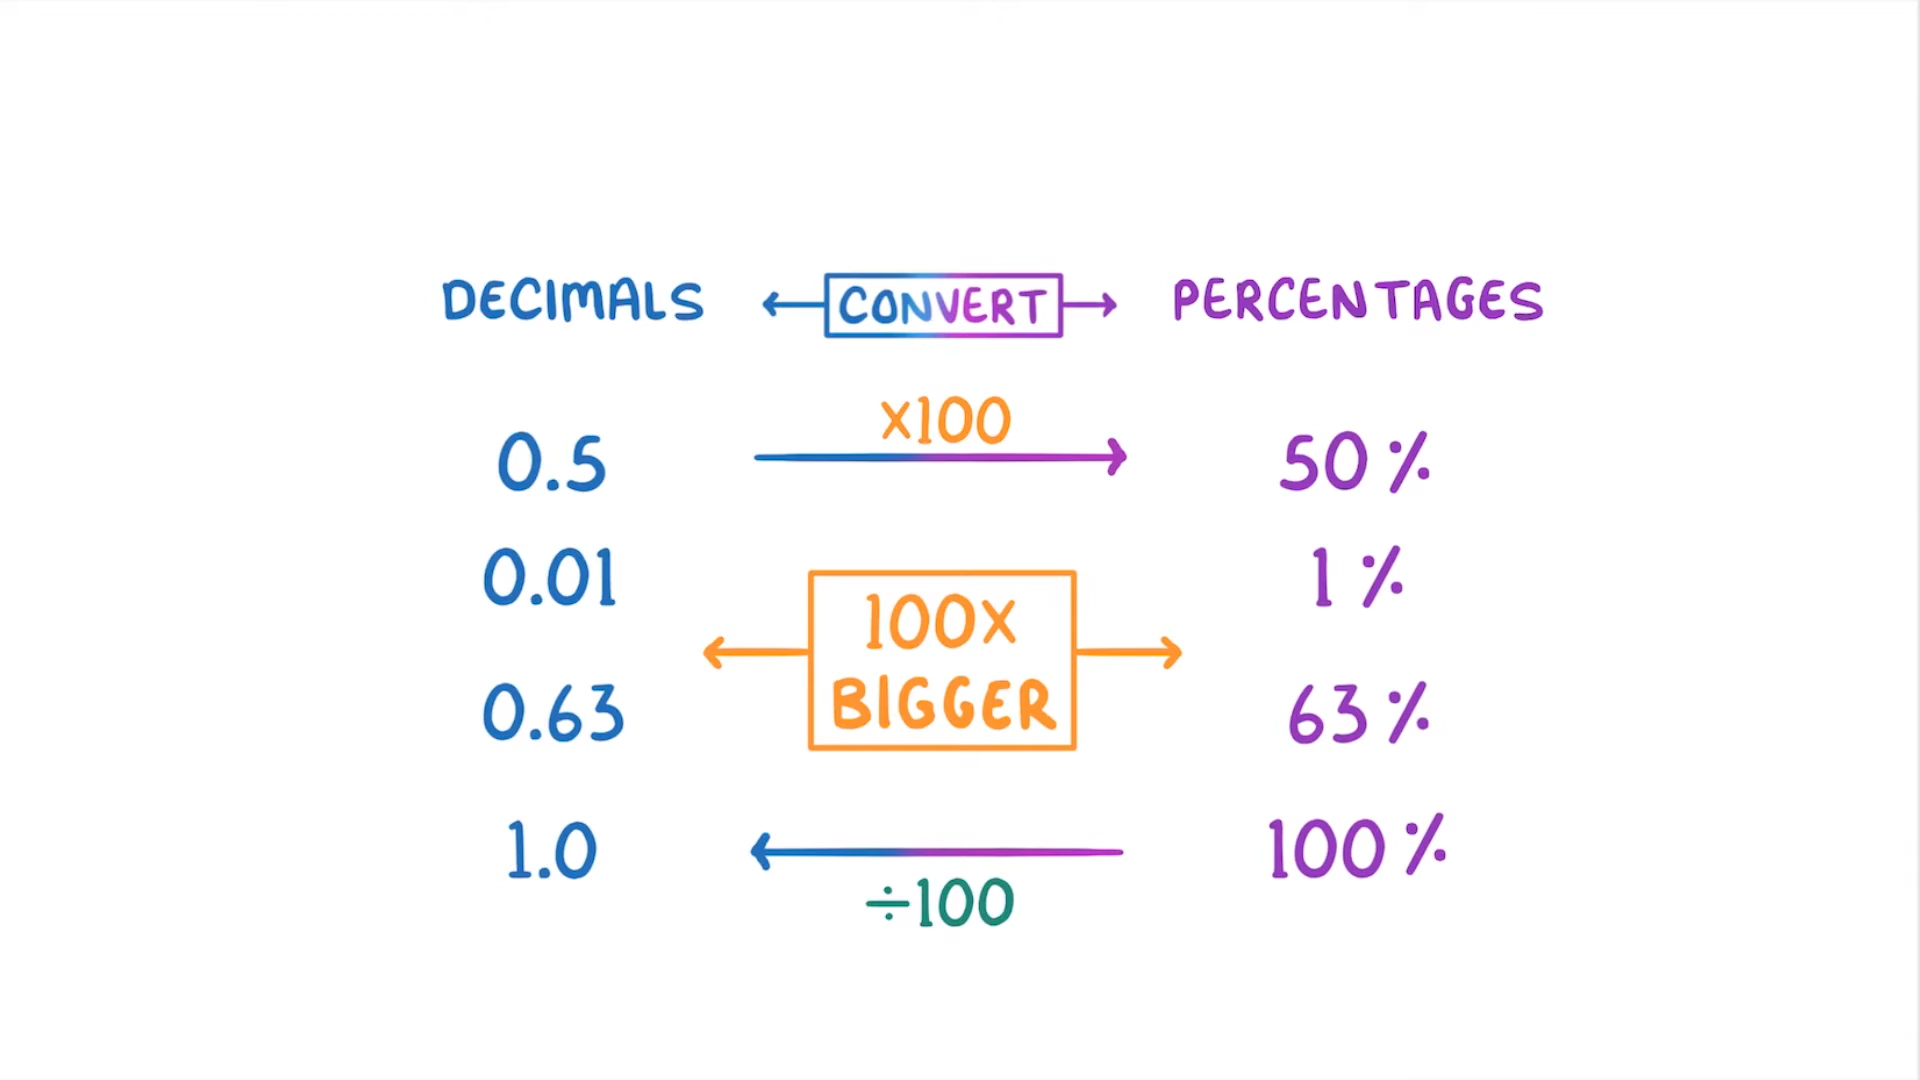 DECIMALS CONVERT PERCENTAGES
x100
0.5 50%
0.01 1%
100x
BIGGER
0.63 63%
1.0 100%
÷100